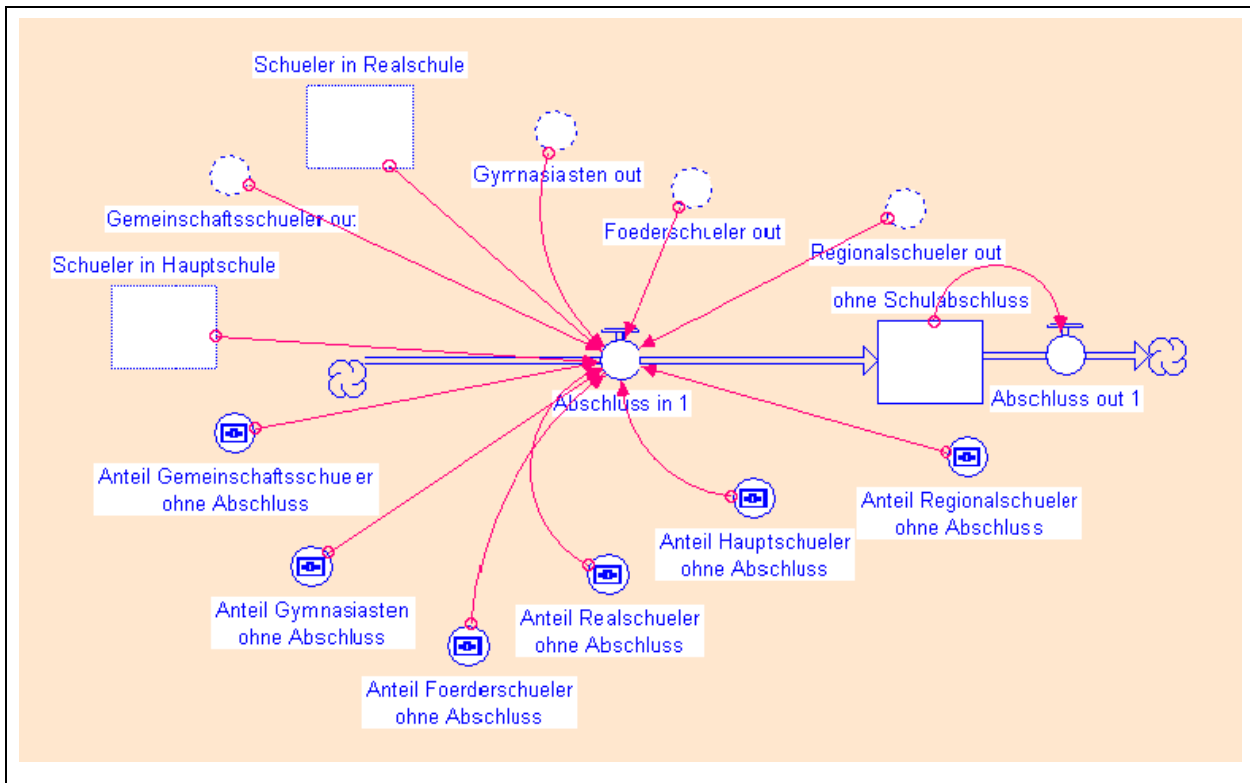 Schueler in Realschule
Gymnasiasten out
Gemeinschaftsschueler out
Foederschueler out
Regionalschueler out
Schueler in Hauptschule
ohne Schulabschluss
Abschluss in 1
Abschluss out 1
Anteil Gemeinschaftsschueler
ohne Abschluss
Anteil Regionalschueler
ohne Abschluss
Anteil Hauptschueler
ohne Abschluss
Anteil Gymnasiasten
ohne Abschluss
Anteil Realschueler
ohne Abschluss
Anteil Foerderschueler
ohne Abschluss